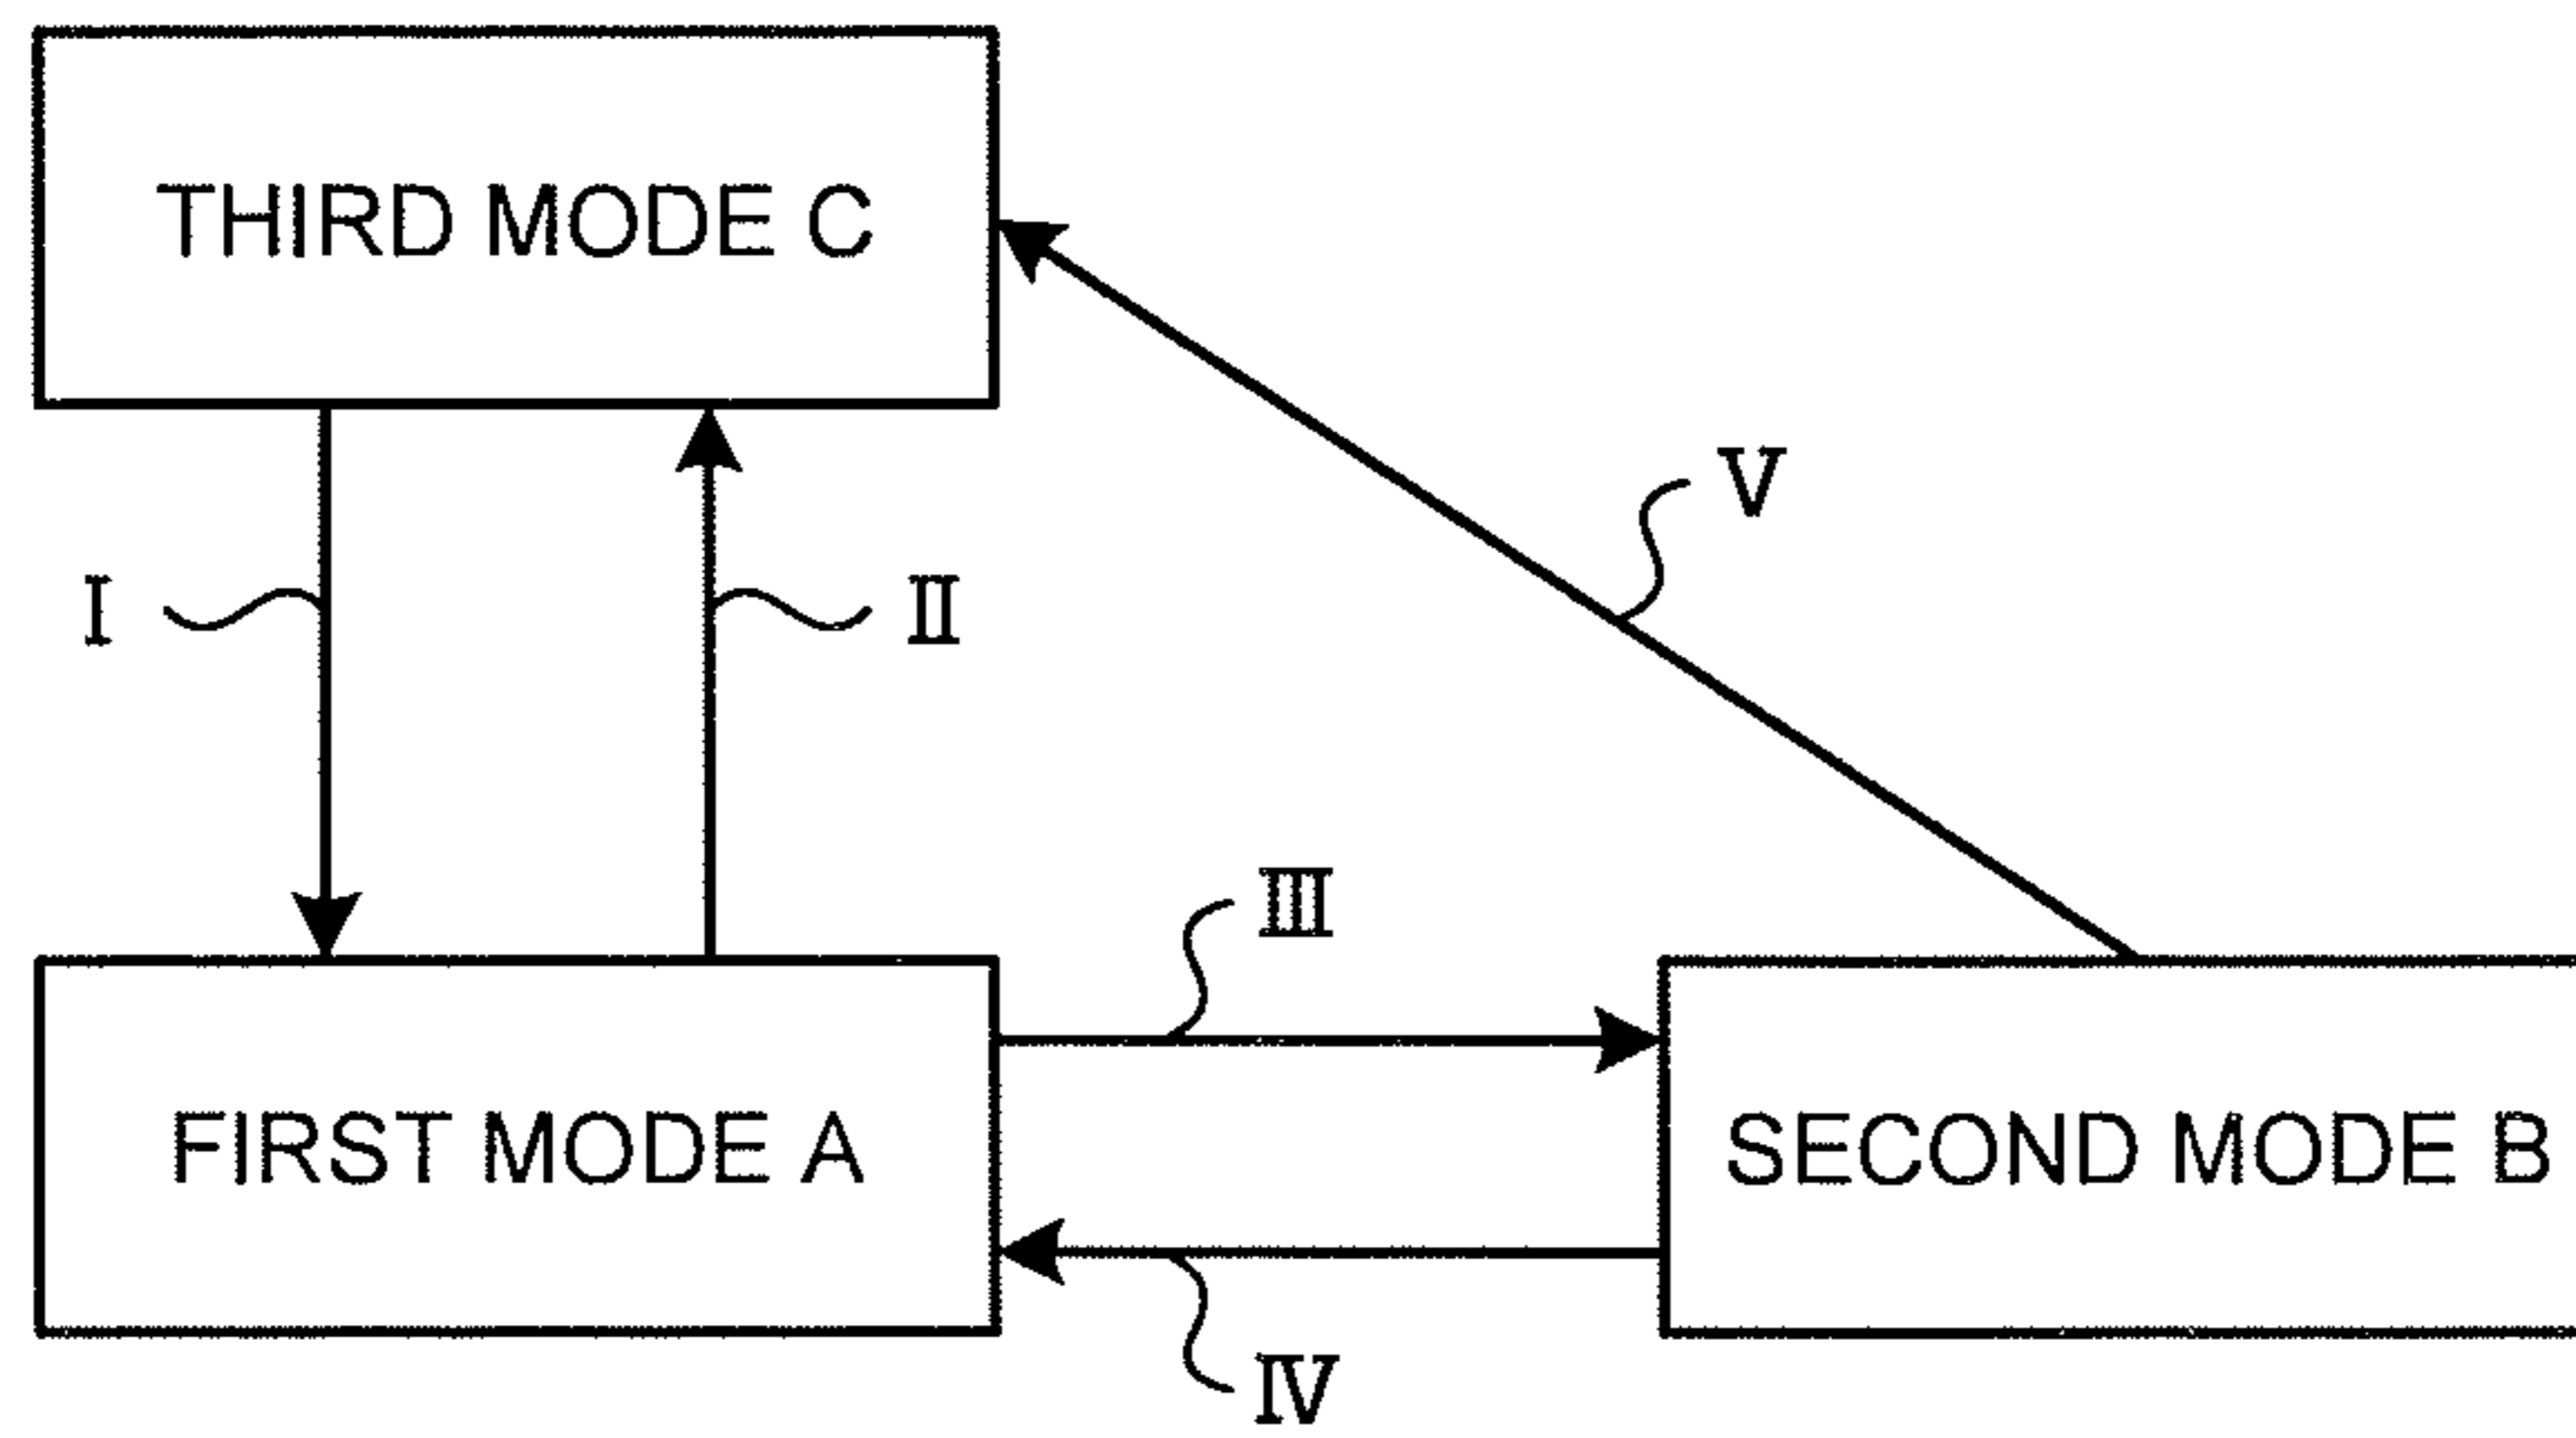 THIRD MODE C
V
I
II
III
FIRST MODE A
SECOND MODE B
IV